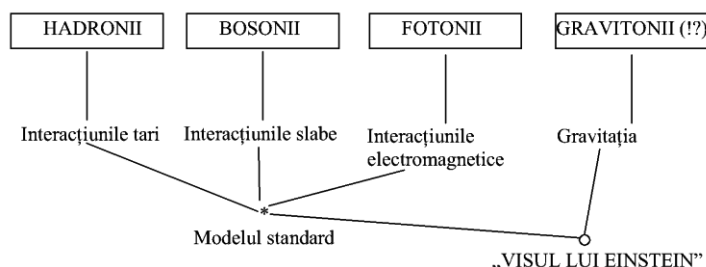 HADRONII
BOSONII
FOTONII
GRAVITONII (!?)
Interacțiunile tari
Interacțiunile slabe
Interacțiunile
electromagnetice
Gravitația
*
Modelul standard
„VISUL LUI EINSTEIN”